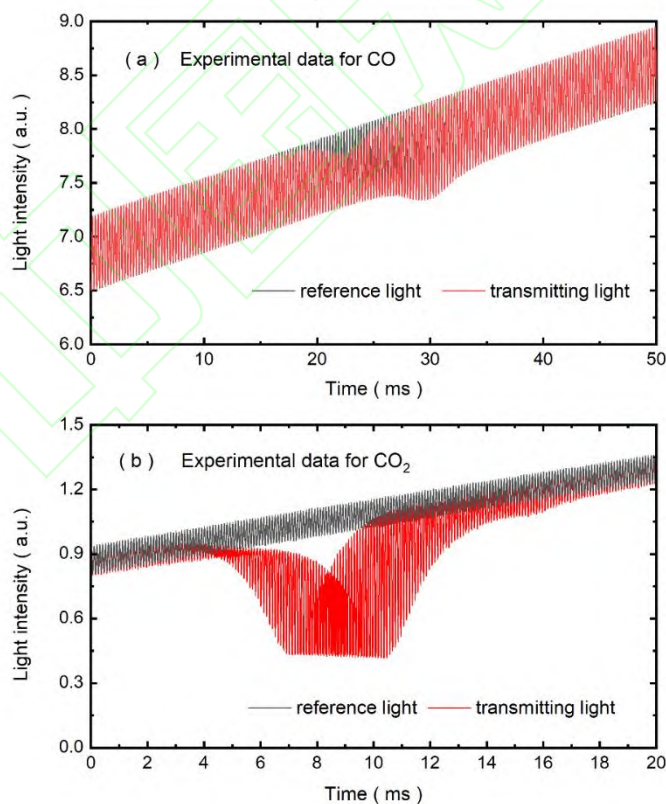 9.0
( a ) Experimental data for CO
8.5
8.0
7.5
7.0
6.5
6.0
Light intensity ( a.u. )
reference light
transmitting light
0 10 20 30 40 50
Time ( ms )
1.5
( b ) Experimental data for CO₂
1.2
0.9
0.6
0.3
0.0
Light intensity ( a.u. )
reference light
transmitting light
0 2 4 6 8 10 12 14 16 18 20
Time ( ms )